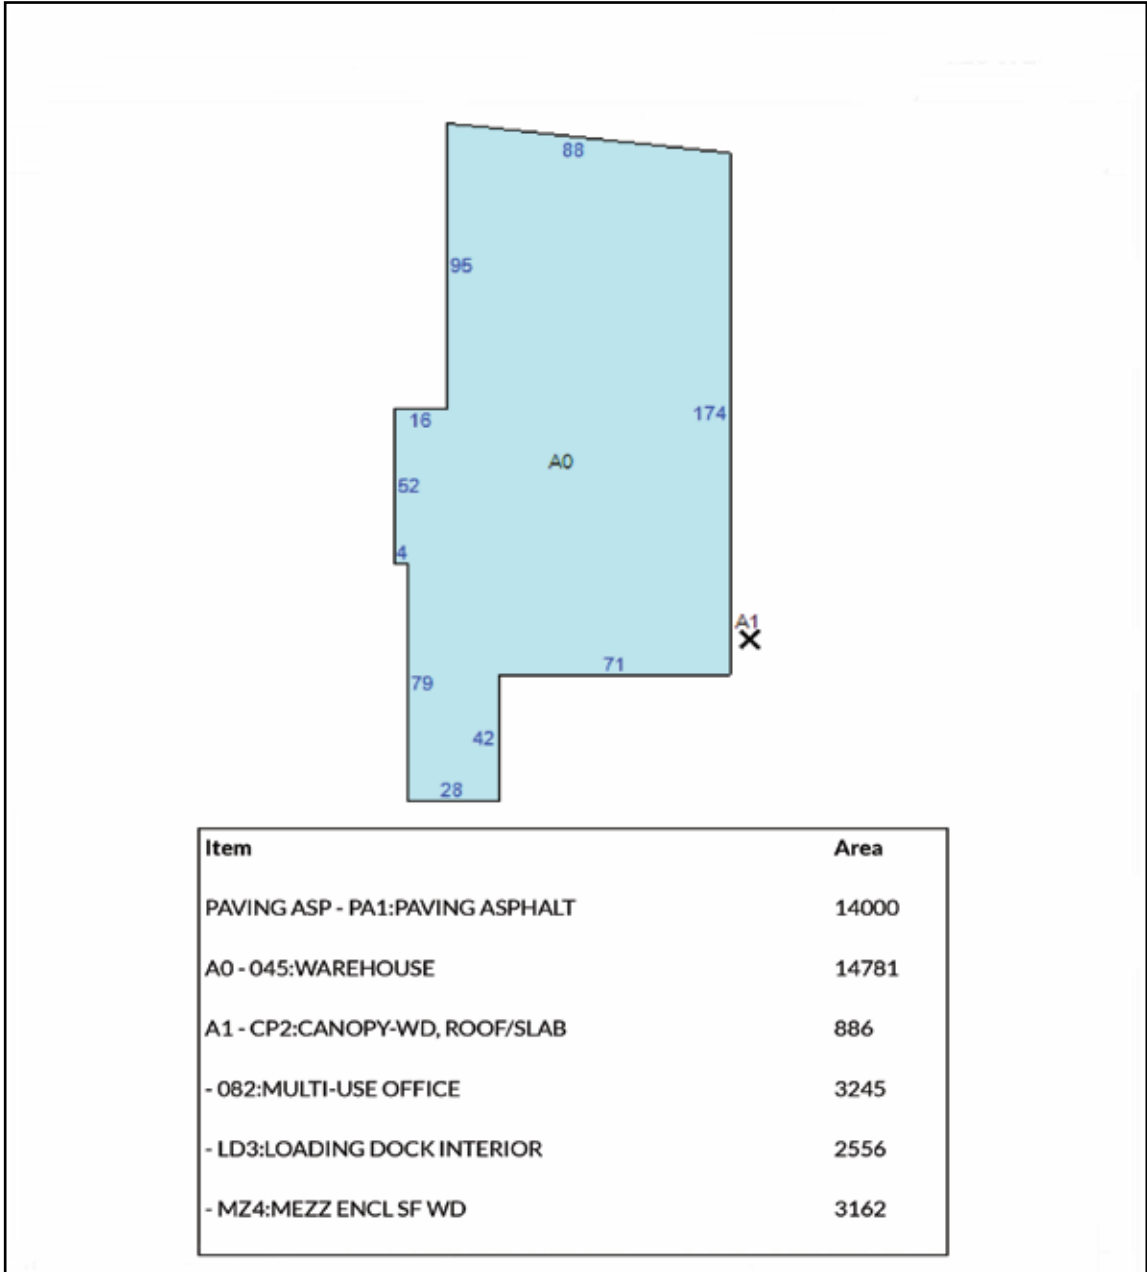 88
95
174
16
A0
52
4
A1
71
79
42
28
Item Area
PAVING ASP - PA1:PAVING ASPHALT 14000
A0 - 045:WAREHOUSE 14781
A1 - CP2:CANOPY-WD, ROOF/SLAB 886
- 082:MULTI-USE OFFICE 3245
- LD3:LOADING DOCK INTERIOR 2556
- MZ4:MEZZ ENCL SF WD 3162